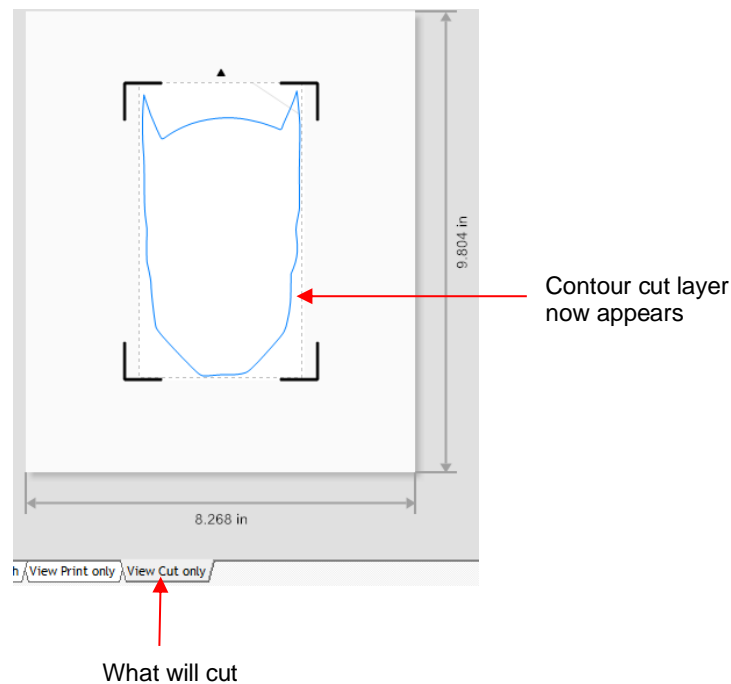 9.804 in
Contour cut layer
now appears
8.268 in
h View Print only View Cut only
What will cut